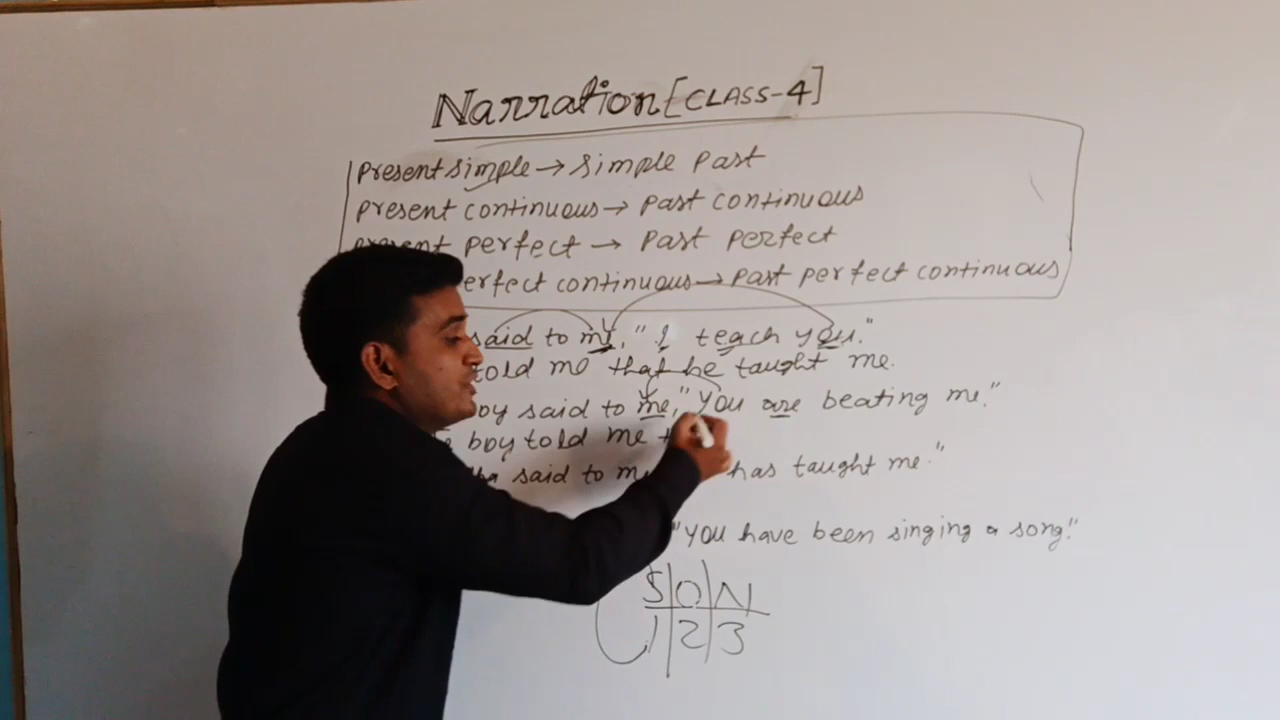 Narration [CLASS-4]
Present simple → Simple Past
Present continuous → Past continuous
Present Perfect → Past Perfect
erfect continuous → Past perfect continuous
said to me, "I teach you."
told me that he taught me.
boy said to me, "You are beating me."
boy told me
said to has taught me."
"You have been singing a song."
S O N
1 2 3